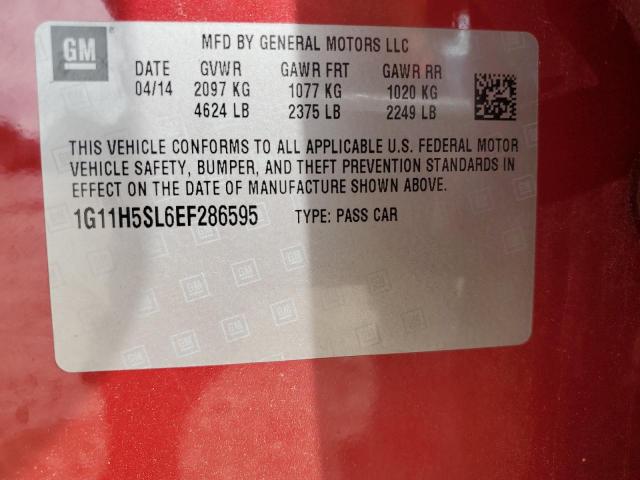 GM
MFD BY GENERAL MOTORS LLC
DATE GVWR GAWR FRT GAWR RR
04/14 2097 KG 1077 KG 1020 KG
4624 LB 2375 LB 2249 LB
THIS VEHICLE CONFORMS TO ALL APPLICABLE U.S. FEDERAL MOTOR
VEHICLE SAFETY, BUMPER, AND THEFT PREVENTION STANDARDS IN
EFFECT ON THE DATE OF MANUFACTURE SHOWN ABOVE.
1G11H5SL6EF286595 TYPE: PASS CAR